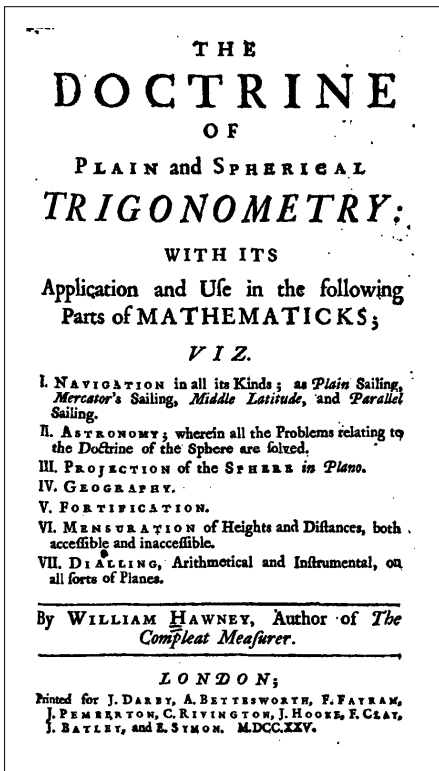 THE
DOCTRINE
OF
PLAIN and SPHERICAL
TRIGONOMETRY:
WITH ITS
Application and Uſe in the following
Parts of MATHEMATICKS;
VIZ.
I. NAVIGATION in all its Kinds; as Plain Sailing,
Mercator's Sailing, Middle Latitude, and Parallel
Sailing.
II. ASTRONOMY; wherein all the Problems relating to
the Doctrine of the Sphere are ſolved.
III. PROJECTION of the SPHERE in Plano.
IV. GEOGRAPHY.
V. FORTIFICATION.
VI. MENSURATION of Heights and Diſtances, both
acceſſible and inacceſſible.
VII. DIALLING, Arithmetical and Inſtrumental, on
all ſorts of Planes.
By WILLIAM HAWNEY, Author of The
Compleat Meaſurer.
LONDON;
Printed for J. DARBY, A. BETTESWORTH, F. FAYRAM,
J. PEMBERTON, C. RIVINGTON, J. HOOKE, F. CLAY,
J. BATLEY, and E. SYMON. M.DCC.XXV.